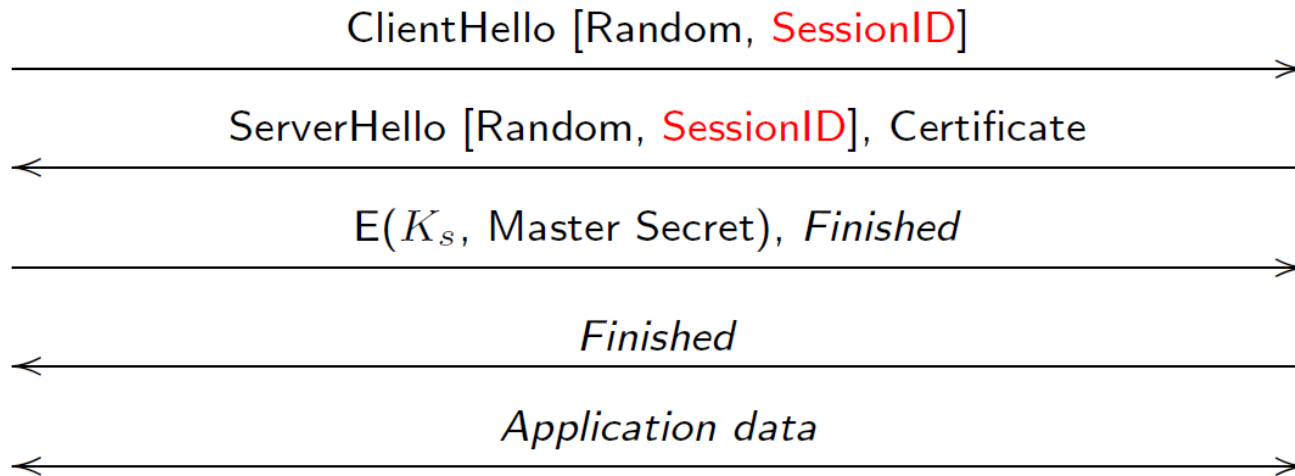 ClientHello [Random, SessionID]
ServerHello [Random, SessionID], Certificate
E(Kₛ, Master Secret), Finished
Finished
Application data